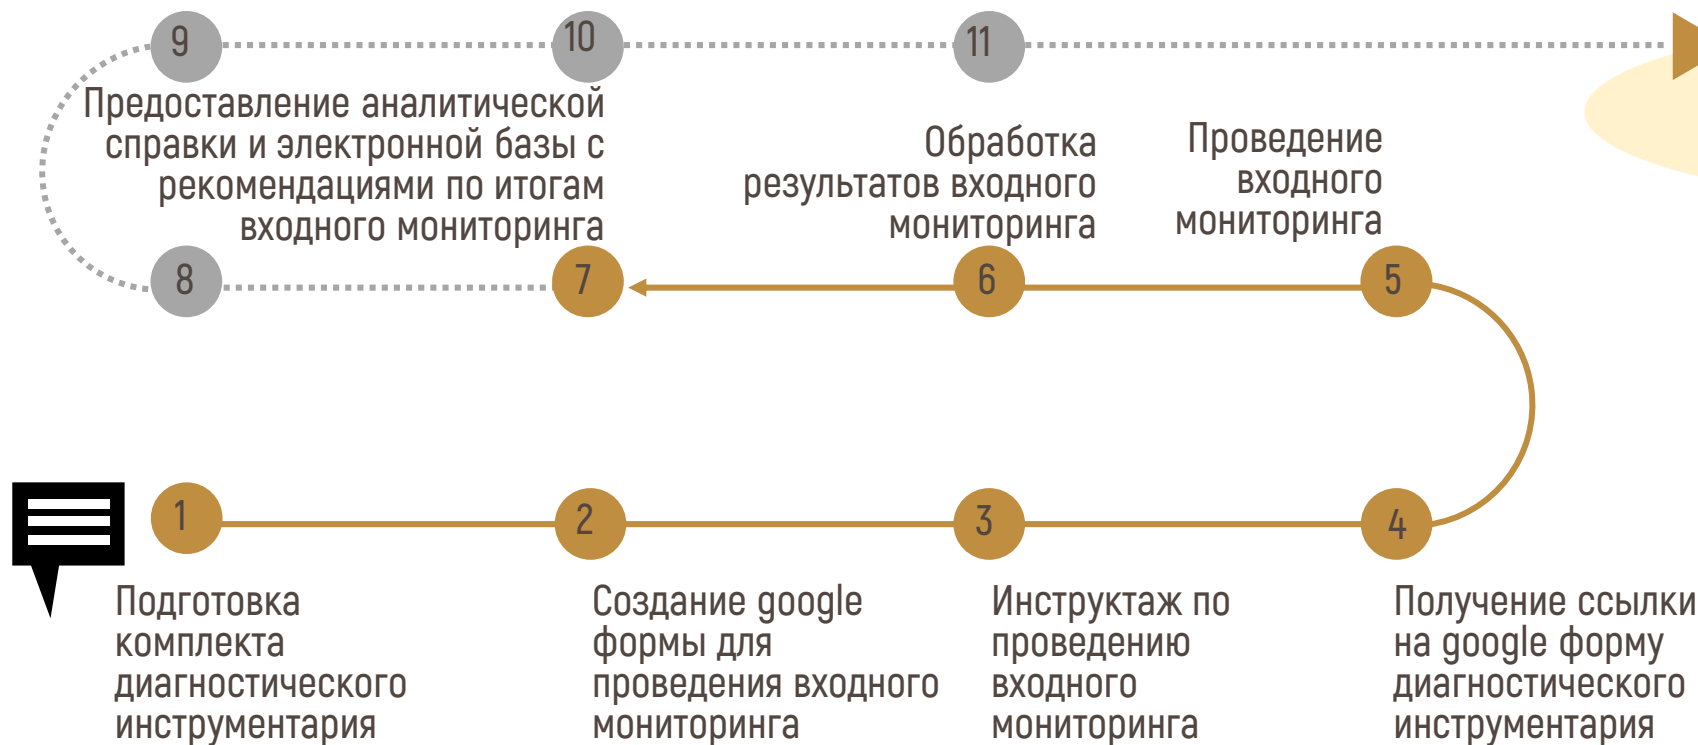 9
10
11
Предоставление аналитической
справки и электронной базы с
рекомендациями по итогам
входного мониторинга
Обработка
результатов входного
мониторинга
Проведение
входного
мониторинга
8
7
6
5
1
2
3
4
Подготовка
комплекта
диагностического
инструментария
Создание google
формы для
проведения входного
мониторинга
Инструктаж по
проведению
входного
мониторинга
Получение ссылки
на google форму
диагностического
инструментария